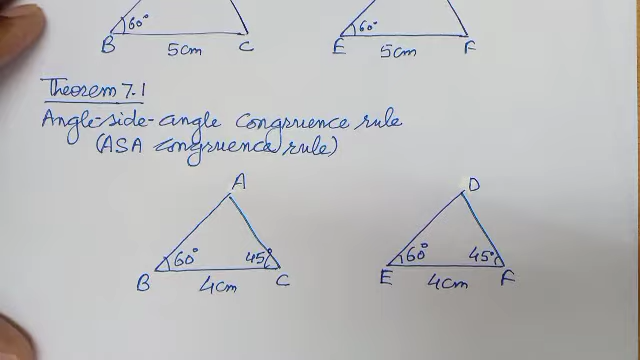 60° 60°
B C E F
5cm 5cm
Theorem 7.1
Angle-side-angle congruence rule
(ASA congruence rule)
A D
60° 45° 60° 45°
B C E F
4cm 4cm